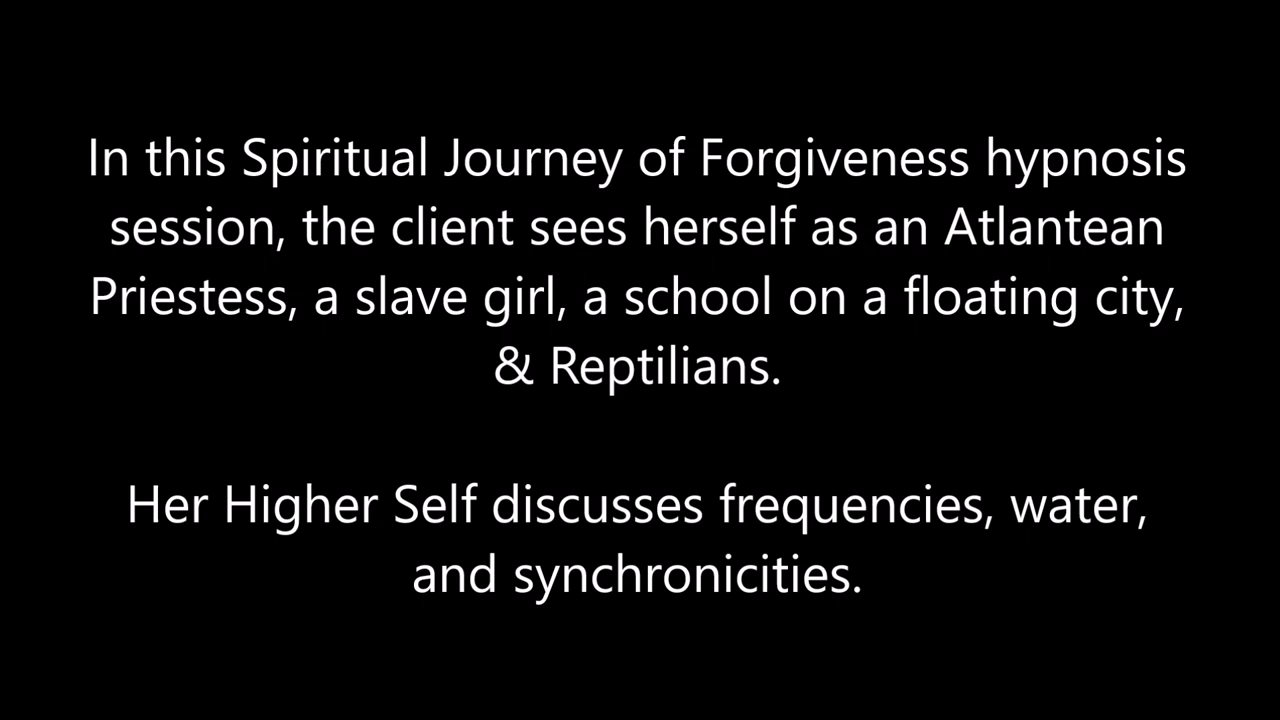 In this Spiritual Journey of Forgiveness hypnosis
session, the client sees herself as an Atlantean
Priestess, a slave girl, a school on a floating city,
& Reptilians.
Her Higher Self discusses frequencies, water,
and synchronicities.